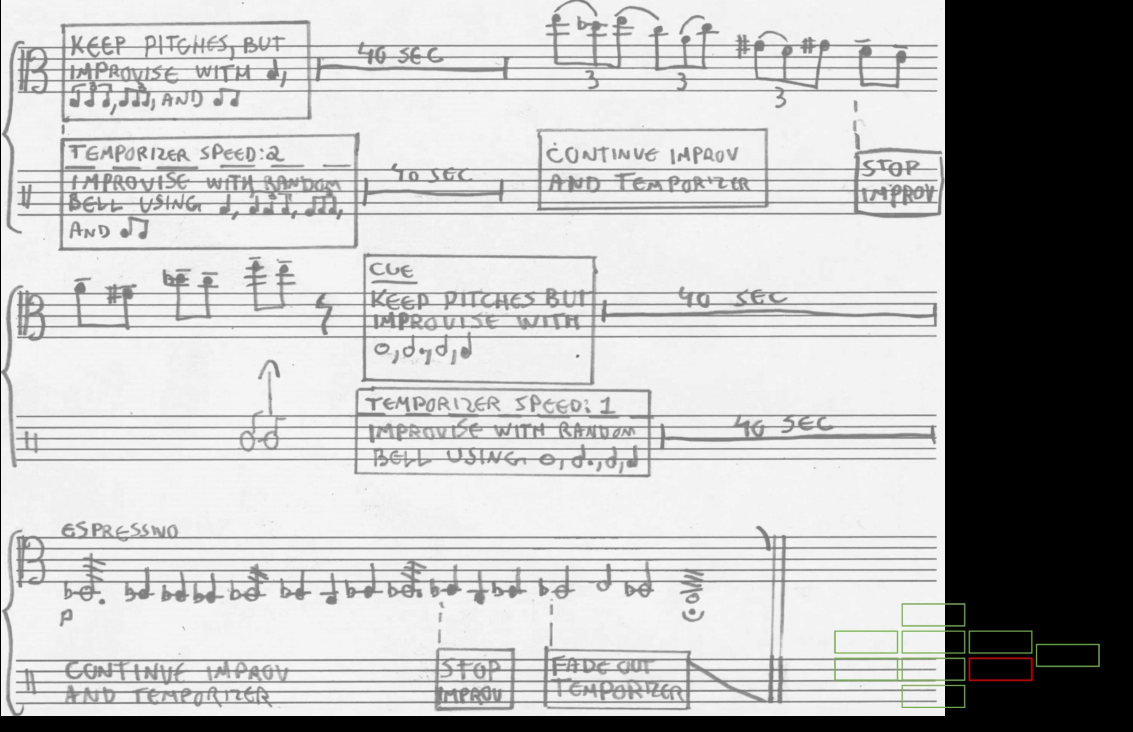 KEEP PITCHES, BUT
IMPROVISE WITH ♩,
♫♪, ♫♪, AND ♫
40 SEC
3
3
3
TEMPORIZER SPEED:2
IMPROVISE WITH RANDOM
BELL USING ♩, ♫♪, ♫♪,
AND ♫
40 SEC
CONTINUE IMPROV
AND TEMPORIZER
STOP
IMPROV
CUE
KEEP PITCHES BUT
IMPROVISE WITH
40 SEC
TEMPORIZER SPEED: 1
IMPROVISE WITH RANDOM
BELL USING
40 SEC
ESPRESSIVO
p
CONTINUE IMPROV
AND TEMPORIZER
STOP
IMPROV
FADE OUT
TEMPORIZER